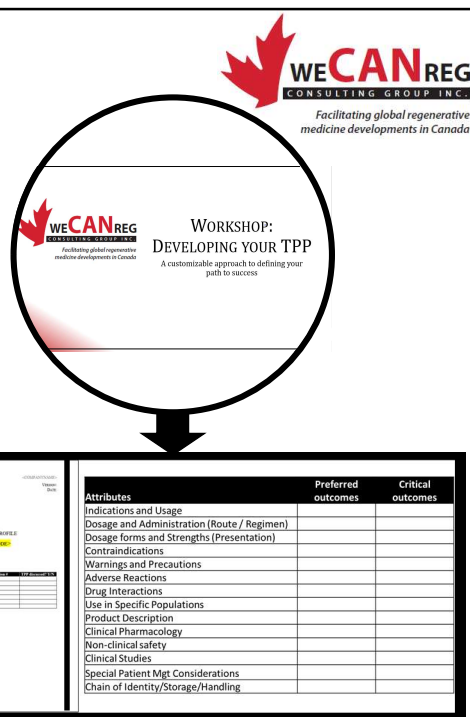 WECANREG
CONSULTING GROUP INC.
Facilitating global regenerative
medicine developments in Canada
WECANREG
CONSULTING GROUP INC.
Facilitating global regenerative
medicine developments in Canada
WORKSHOP:
DEVELOPING YOUR TPP
A customizable approach to defining your
path to success
Version:
Date:
ROFILE
Attributes Preferred outcomes Critical outcomes
Indications and Usage
Dosage and Administration (Route / Regimen)
Dosage forms and Strengths (Presentation)
Contraindications
Warnings and Precautions
Adverse Reactions
Drug Interactions
Use in Specific Populations
Product Description
Clinical Pharmacology
Non-clinical safety
Clinical Studies
Special Patient Mgt Considerations
Chain of Identity/Storage/Handling